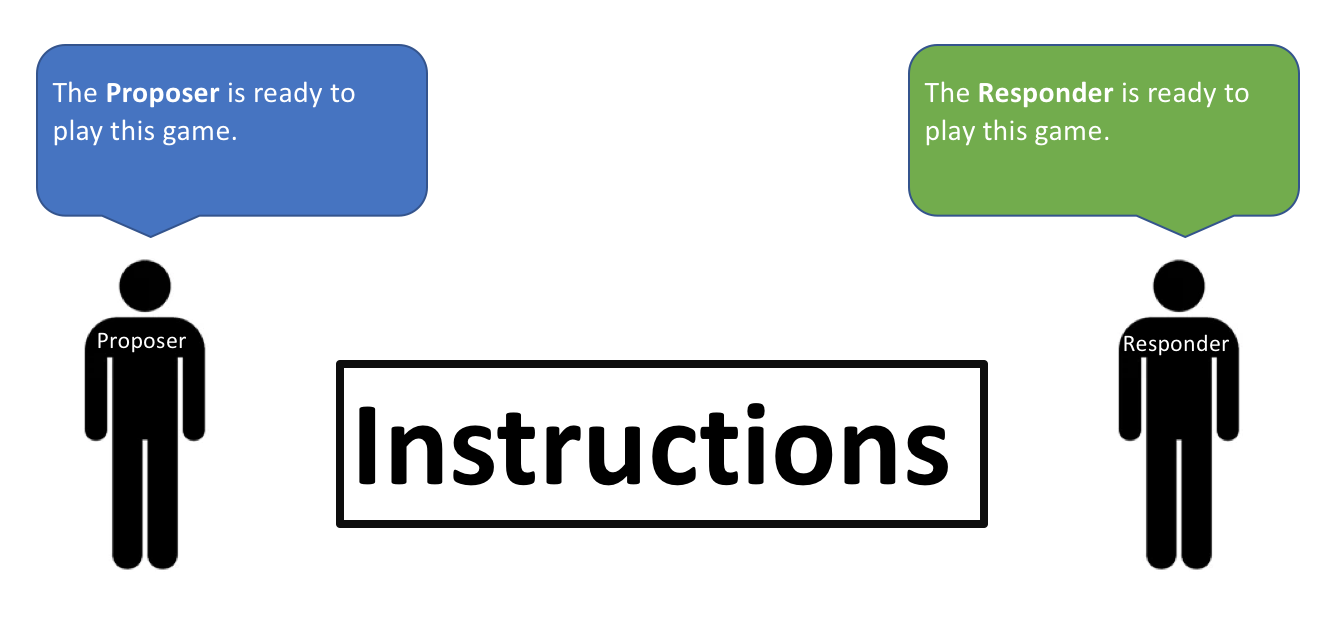 The Proposer is ready to
play this game.
The Responder is ready to
play this game.
Proposer
Responder
Instructions